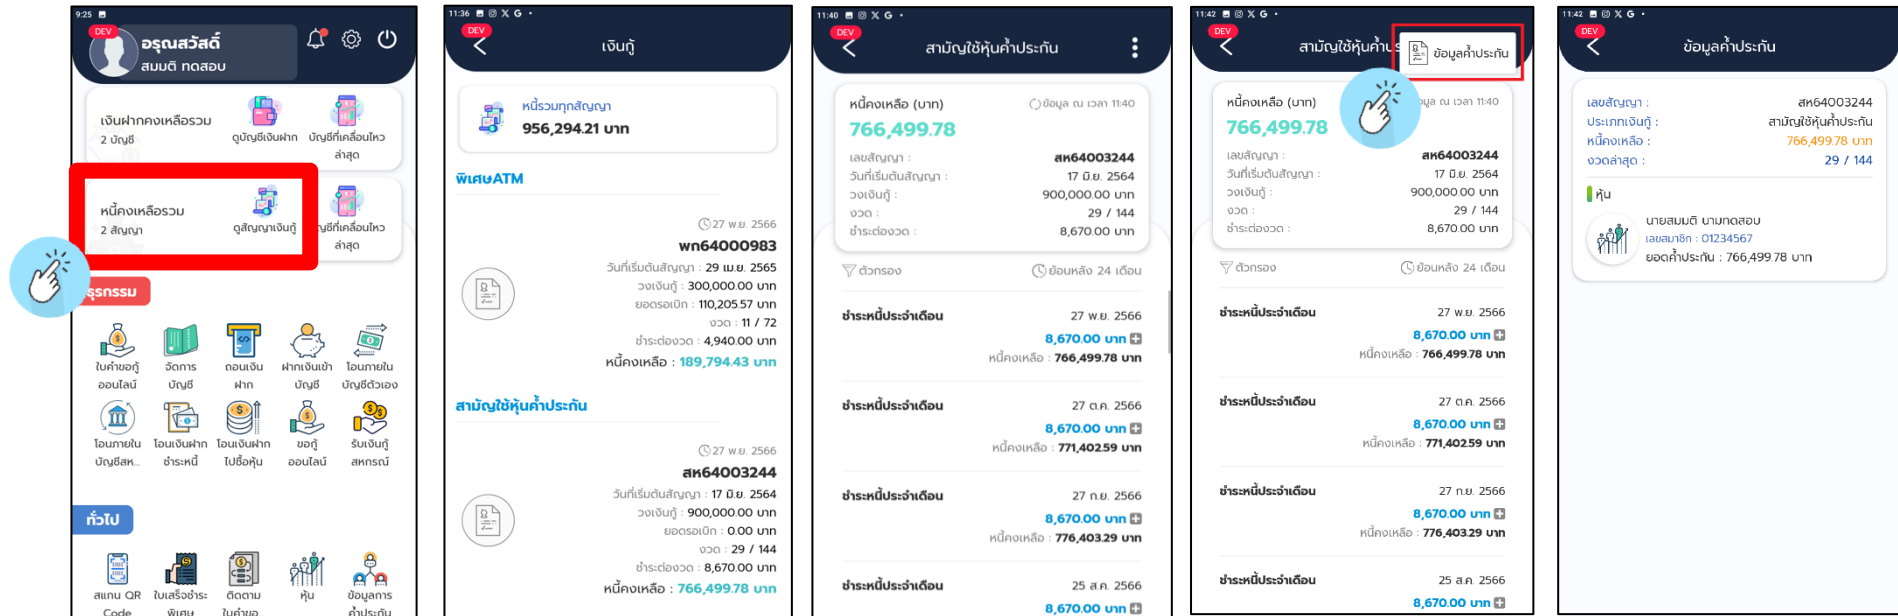 9:25
DEV
อรุณสวัสดิ์
สมมติ ทดสอบ
เงินฝากคงเหลือรวม
2 บัญชี
ดูบัญชีเงินฝาก
บัญชีที่เคลื่อนไหว
ล่าสุด
หนี้คงเหลือรวม
2 สัญญา
ดูสัญญาเงินกู้
ล่าสุด
ธุรกรรม
ใบคำขอกู้
ออนไลน์
จัดการ
บัญชี
ถอนเงิน
ฝาก
ฝากเงินเข้า
บัญชี
โอนภายใน
บัญชีตัวเอง
โอนภายใน
บัญชีสห...
โอนเงินฝาก
ชำระหนี้
โอนเงินฝาก
ไปซื้อหุ้น
ขอกู้
ออนไลน์
รับเงินกู้
สหกรณ์
ทั่วไป
สแกน QR
Code
ใบเสร็จชำระ
พิเศษ
ติดตาม
ใบคำขอ...
หุ้น
ข้อมูลการ
ค้ำประกัน
11:36
DEV
เงินกู้
หนี้รวมทุกสัญญา
956,294.21 บาท
พิเศษATM
27 พ.ย. 2566
พก64000983
วันที่เริ่มต้นสัญญา : 29 เม.ย. 2565
วงเงินกู้ : 300,000.00 บาท
ยอดรอเบิก : 110,205.57 บาท
งวด : 11 / 72
ชำระต่องวด : 4,940.00 บาท
หนี้คงเหลือ : 189,794.43 บาท
สามัญใช้หุ้นค้ำประกัน
27 พ.ย. 2566
สห64003244
วันที่เริ่มต้นสัญญา : 17 มิ.ย. 2564
วงเงินกู้ : 900,000.00 บาท
ยอดรอเบิก : 0.00 บาท
งวด : 29 / 144
ชำระต่องวด : 8,670.00 บาท
หนี้คงเหลือ : 766,499.78 บาท
11:40
DEV
สามัญใช้หุ้นค้ำประกัน
หนี้คงเหลือ (บาท)
ข้อมูล ณ เวลา 11:40
766,499.78
เลขสัญญา : สห64003244
วันที่เริ่มต้นสัญญา : 17 มิ.ย. 2564
วงเงินกู้ : 900,000.00 บาท
งวด : 29 / 144
ชำระต่องวด : 8,670.00 บาท
ตัวกรอง
ย้อนหลัง 24 เดือน
ชำระหนี้ประจำเดือน 27 พ.ย. 2566
8,670.00 บาท
หนี้คงเหลือ : 766,499.78 บาท
ชำระหนี้ประจำเดือน 27 ต.ค. 2566
8,670.00 บาท
หนี้คงเหลือ : 771,402.59 บาท
ชำระหนี้ประจำเดือน 27 ก.ย. 2566
8,670.00 บาท
หนี้คงเหลือ : 776,403.29 บาท
ชำระหนี้ประจำเดือน 25 ส.ค. 2566
8,670.00 บาท
11:42
DEV
สามัญใช้หุ้นค้ำป
ข้อมูลค้ำประกัน
หนี้คงเหลือ (บาท)
ณ เวลา 11:40
766,499.78
เลขสัญญา : สห64003244
วันที่เริ่มต้นสัญญา : 17 มิ.ย. 2564
วงเงินกู้ : 900,000.00 บาท
งวด : 29 / 144
ชำระต่องวด : 8,670.00 บาท
ตัวกรอง
ย้อนหลัง 24 เดือน
ชำระหนี้ประจำเดือน 27 พ.ย. 2566
8,670.00 บาท
หนี้คงเหลือ : 766,499.78 บาท
ชำระหนี้ประจำเดือน 27 ต.ค. 2566
8,670.00 บาท
หนี้คงเหลือ : 771,402.59 บาท
ชำระหนี้ประจำเดือน 27 ก.ย. 2566
8,670.00 บาท
หนี้คงเหลือ : 776,403.29 บาท
ชำระหนี้ประจำเดือน 25 ส.ค. 2566
8,670.00 บาท
11:42
DEV
ข้อมูลค้ำประกัน
เลขสัญญา : สห64003244
ประเภทเงินกู้ : สามัญใช้หุ้นค้ำประกัน
หนี้คงเหลือ : 766,499.78 บาท
งวดล่าสุด : 29 / 144
หุ้น
นายสมมติ นามทดสอบ
เลขสมาชิก : 01234567
ยอดค้ำประกัน : 766,499.78 บาท